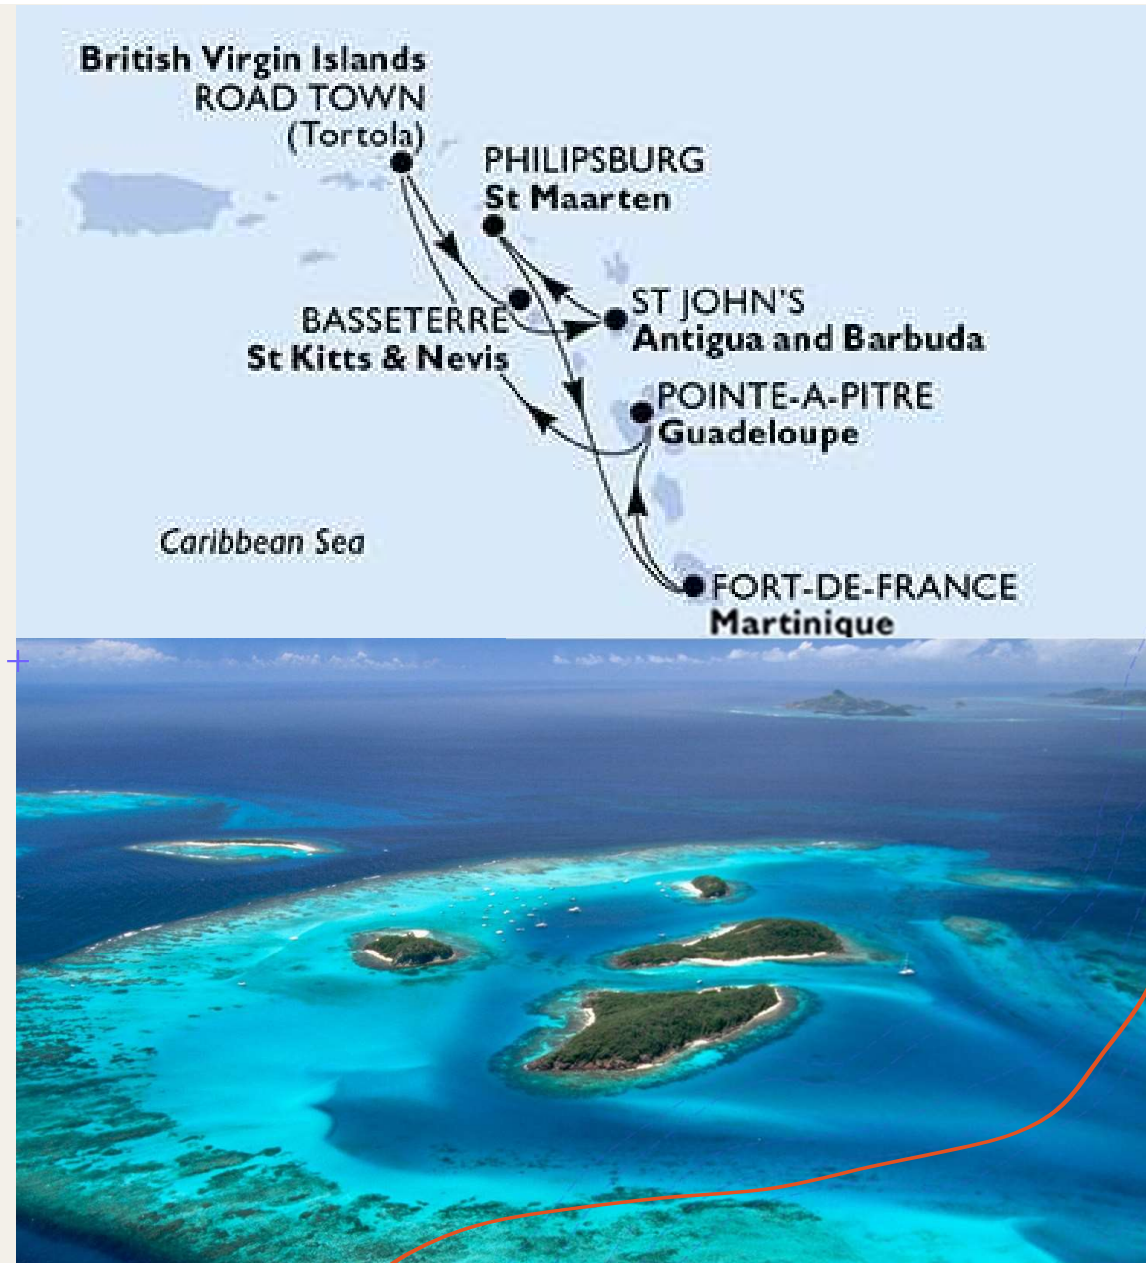 British Virgin Islands
ROAD TOWN
(Tortola)
PHILIPSBURG
St Maarten
BASSETERRE
St Kitts & Nevis
ST JOHN'S
Antigua and Barbuda
POINTE-A-PITRE
Guadeloupe
Caribbean Sea
FORT-DE-FRANCE
Martinique